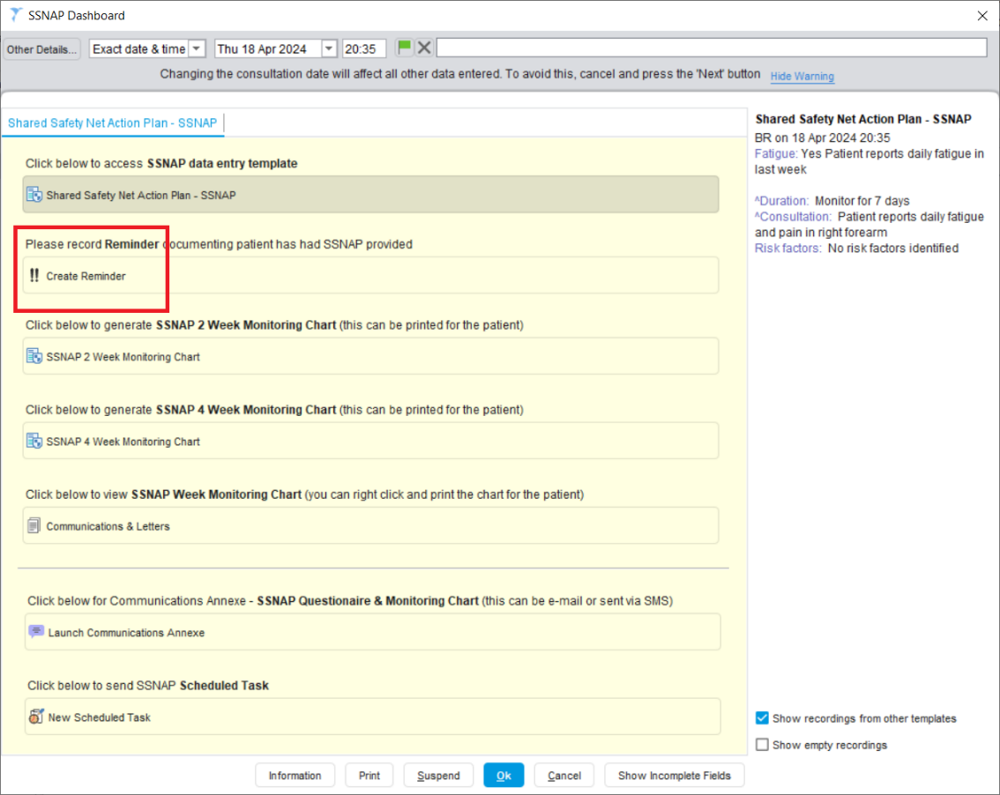 SSNAP Dashboard
Other Details... Exact date & time Thu 18 Apr 2024 20:35
Changing the consultation date will affect all other data entered. To avoid this, cancel and press the 'Next' button Hide Warning
Shared Safety Net Action Plan - SSNAP
Click below to access SSNAP data entry template
Shared Safety Net Action Plan - SSNAP
Please record Reminder documenting patient has had SSNAP provided
Create Reminder
Click below to generate SSNAP 2 Week Monitoring Chart (this can be printed for the patient)
SSNAP 2 Week Monitoring Chart
Click below to generate SSNAP 4 Week Monitoring Chart (this can be printed for the patient)
SSNAP 4 Week Monitoring Chart
Click below to view SSNAP Week Monitoring Chart (you can right click and print the chart for the patient)
Communications & Letters
Click below for Communications Annexe - SSNAP Questionaire & Monitoring Chart (this can be e-mail or sent via SMS)
Launch Communications Annexe
Click below to send SSNAP Scheduled Task
New Scheduled Task
Shared Safety Net Action Plan - SSNAP
BR on 18 Apr 2024 20:35
Fatigue: Yes Patient reports daily fatigue in
last week
^Duration: Monitor for 7 days
^Consultation: Patient reports daily fatigue
and pain in right forearm
Risk factors: No risk factors identified
Show recordings from other templates
Show empty recordings
Information Print Suspend Ok Cancel Show Incomplete Fields